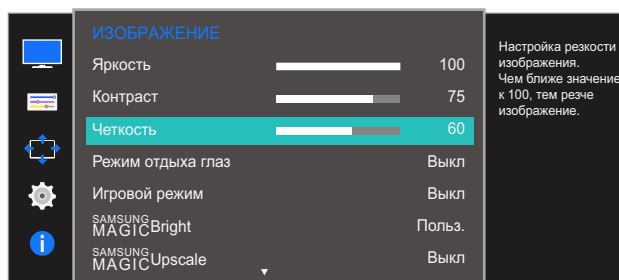 ИЗОБРАЖЕНИЕ
Яркость 100
Контраст 75
Четкость 60
Режим отдыха глаз Выкл
Игровой режим Выкл
SAMSUNG MAGIC Bright Польз.
SAMSUNG MAGIC Upscale Выкл
Настройка резкости
изображения.
Чем ближе значение
к 100, тем резче
изображение.